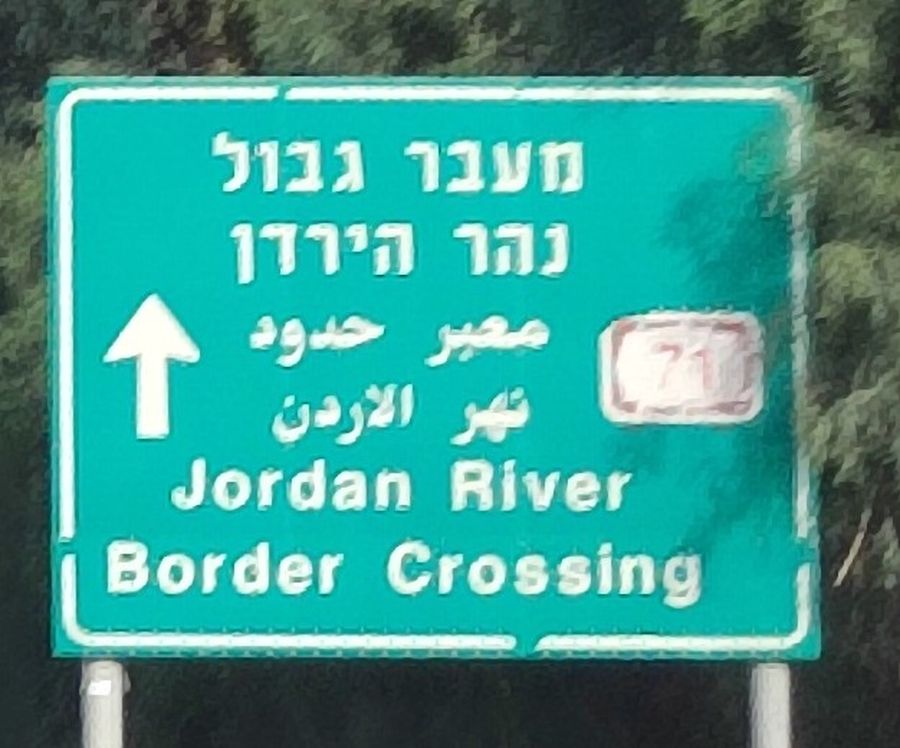 מעבר גבול
נהר הירדן
معبر حدود
نهر الاردن
71
Jordan River
Border Crossing